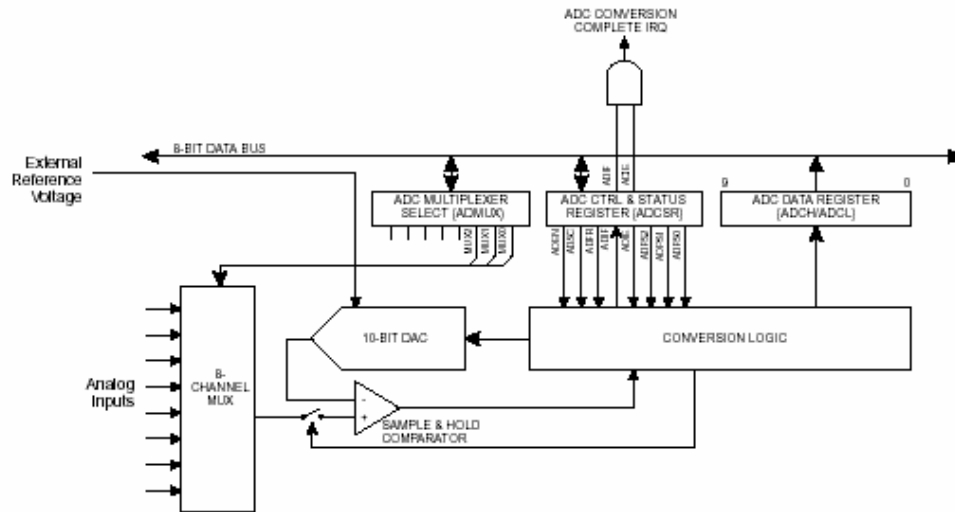 ADC CONVERSION
COMPLETE IRQ
8-BIT DATA BUS
External
Reference
Voltage
ADIF
ADIE
9
0
ADC MULTIPLEXER
SELECT (ADMUX)
ADC CTRL & STATUS
REGISTER (ADCSR)
ADC DATA REGISTER
(ADCH/ADCL)
MUX2
MUX1
MUX0
ADEN
ADSC
ADFR
ADIF
ADIE
ADPS2
ADPS1
ADPS0
10-BIT DAC
CONVERSION LOGIC
8-
CHANNEL
MUX
Analog
Inputs
-
+
SAMPLE & HOLD
COMPARATOR